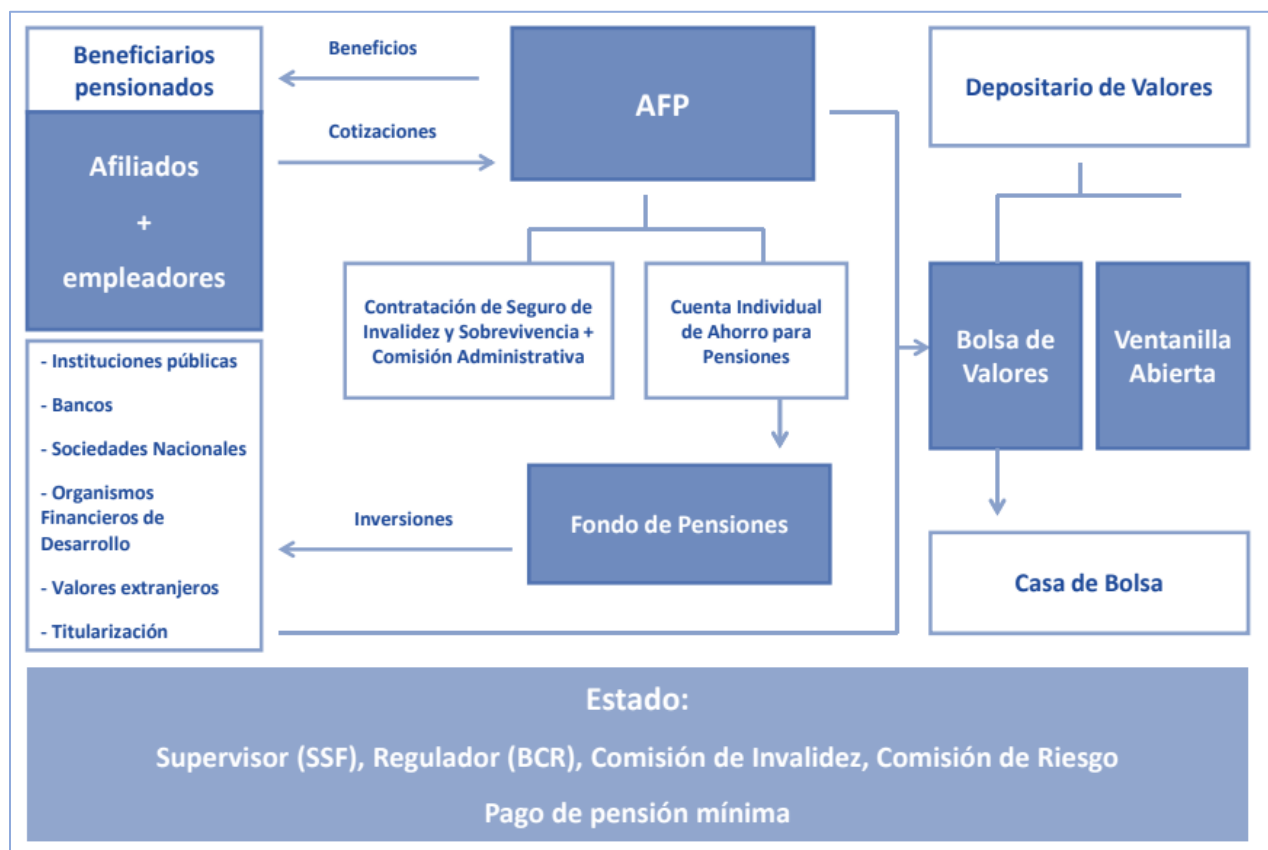 Beneficiarios
pensionados
Afiliados
+
empleadores
- Instituciones públicas
- Bancos
- Sociedades Nacionales
- Organismos
Financieros de
Desarrollo
- Valores extranjeros
- Titularización
Beneficios
Cotizaciones
AFP
Contratación de Seguro de
Invalidez y Sobrevivencia +
Comisión Administrativa
Cuenta Individual
de Ahorro para
Pensiones
Inversiones
Fondo de Pensiones
Depositario de Valores
Bolsa de
Valores
Ventanilla
Abierta
Casa de Bolsa
Estado:
Supervisor (SSF), Regulador (BCR), Comisión de Invalidez, Comisión de Riesgo
Pago de pensión mínima